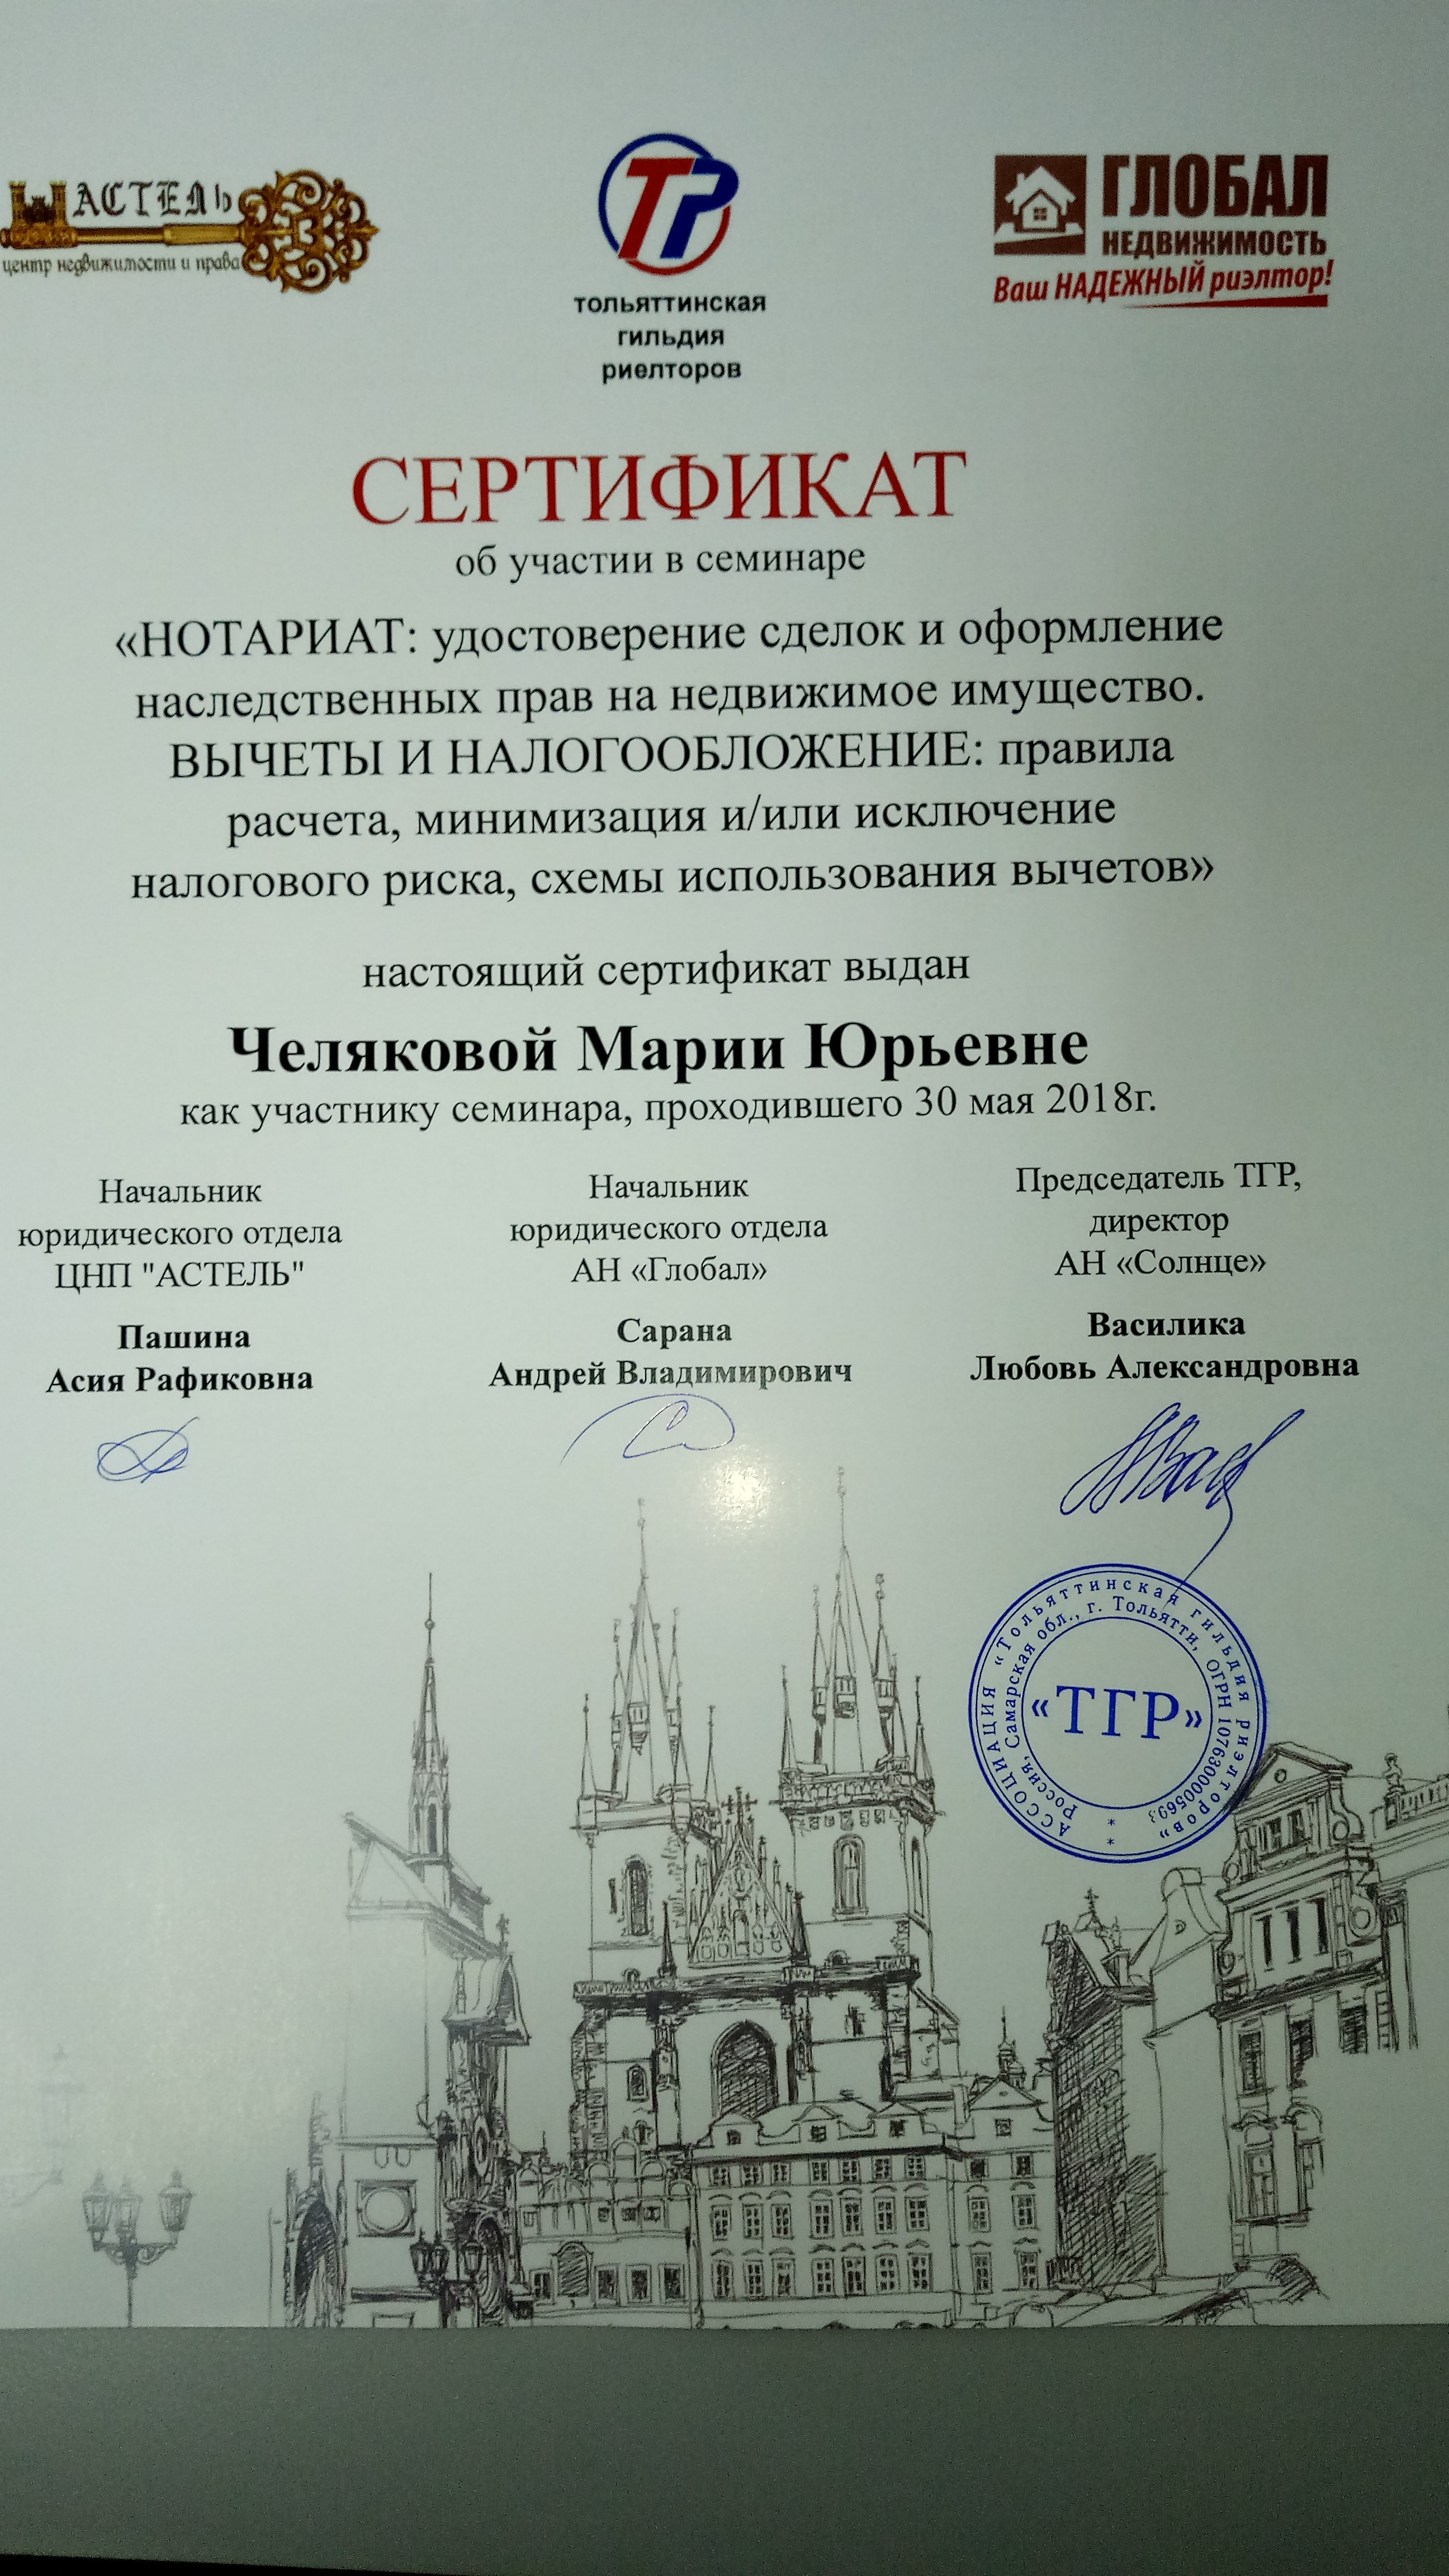 АСТЕЛЬ
центр недвижимости и права
ТР
тольяттинская
гильдия
риелторов
ГЛОБАЛ
НЕДВИЖИМОСТЬ
Ваш НАДЕЖНЫЙ риэлтор!
СЕРТИФИКАТ
об участии в семинаре
«НОТАРИАТ: удостоверение сделок и оформление
наследственных прав на недвижимое имущество.
ВЫЧЕТЫ И НАЛОГООБЛОЖЕНИЕ: правила
расчета, минимизация и/или исключение
налогового риска, схемы использования вычетов»
настоящий сертификат выдан
Челяковой Марии Юрьевне
как участнику семинара, проходившего 30 мая 2018г.
Начальник
юридического отдела
ЦНП "АСТЕЛЬ"
Пашина
Асия Рафиковна
Начальник
юридического отдела
АН «Глобал»
Сарана
Андрей Владимирович
Председатель ТГР,
директор
АН «Солнце»
Василика
Любовь Александровна
АССОЦИАЦИЯ «Тольяттинская гильдия риэлторов»
Россия, Самарская обл., г. Тольятти, ОГРН 1076300005693
«ТГР»